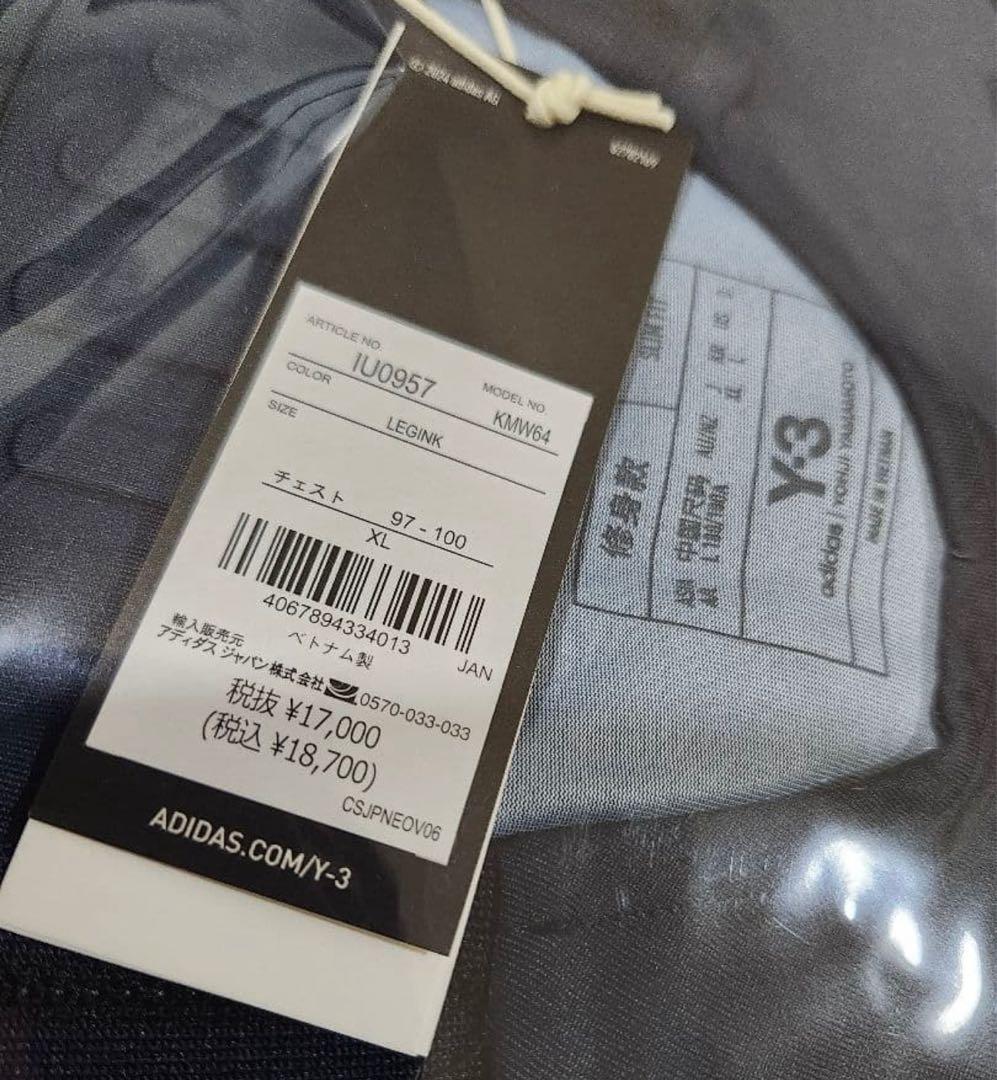 © 2024 adidas AG
ARTICLE NO.
IU0957
MODEL NO.
KMW64
COLOR
LEGINK
SIZE
チェスト
97 - 100
XL
4067894334013
JAN
ベトナム製
輸入販売元
アディダス ジャパン株式会社
0570-033-033
税抜 ¥17,000
(税込 ¥18,700)
CSJPNEOV06
ADIDAS.COM/Y-3
SLIM FIT
(修身款
中国尺码
Y-3
adidas | YOHJI YAMAMOTO
MADE IN VIETNAM